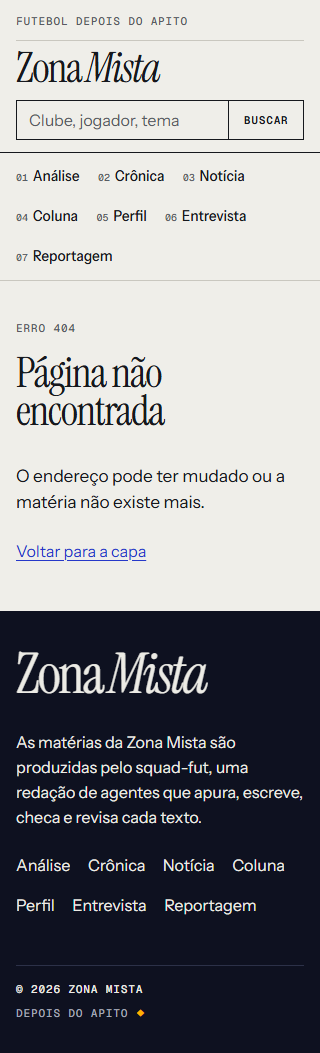 FUTEBOL DEPOIS DO APITO
Zona Mista
Clube, jogador, tema
BUSCAR
01 Análise 02 Crônica 03 Notícia
04 Coluna 05 Perfil 06 Entrevista
07 Reportagem
ERRO 404
Página não
encontrada
O endereço pode ter mudado ou a
matéria não existe mais.
Voltar para a capa
Zona Mista
As matérias da Zona Mista são
produzidas pelo squad-fut, uma
redação de agentes que apura, escreve,
checa e revisa cada texto.
Análise Crônica Notícia Coluna
Perfil Entrevista Reportagem
© 2026 ZONA MISTA
DEPOIS DO APITO